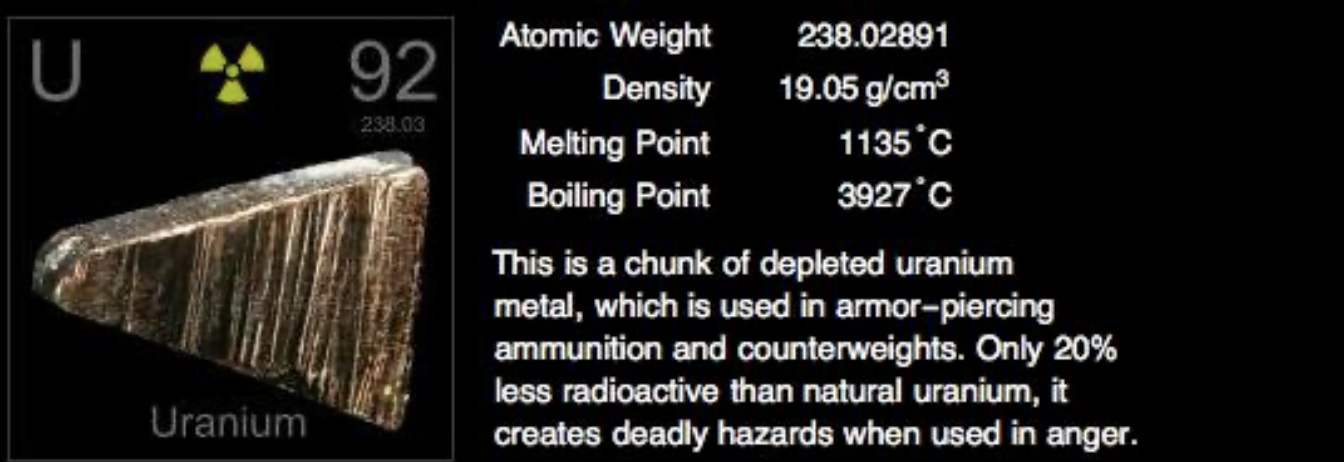 U 92
238.03
Uranium
Atomic Weight 238.02891
Density 19.05 g/cm³
Melting Point 1135 °C
Boiling Point 3927 °C
This is a chunk of depleted uranium
metal, which is used in armor–piercing
ammunition and counterweights. Only 20%
less radioactive than natural uranium, it
creates deadly hazards when used in anger.